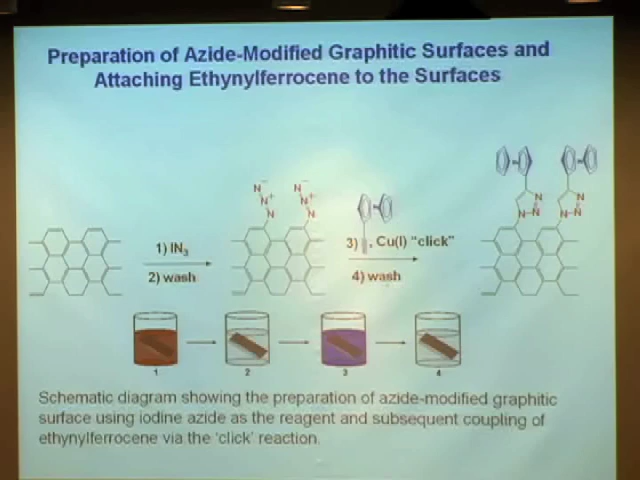 Preparation of Azide-Modified Graphitic Surfaces and
Attaching Ethynylferrocene to the Surfaces
N⁻ N⁻
N⁺ N⁺
N N
N N
N-N N-N
1) IN₃
2) wash
3) , Cu(I) "click"
4) wash
1 2 3 4
Schematic diagram showing the preparation of azide-modified graphitic
surface using iodine azide as the reagent and subsequent coupling of
ethynylferrocene via the 'click' reaction.